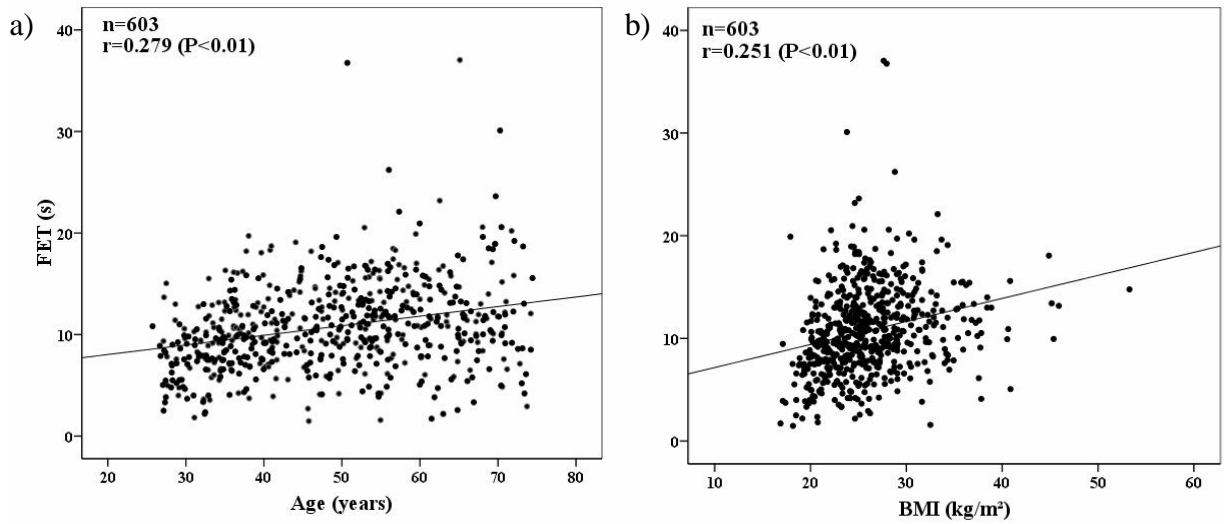 a)
n=603
r=0.279 (P<0.01)
40
30
20
10
0
FET (s)
20 30 40 50 60 70 80
Age (years)
b)
n=603
r=0.251 (P<0.01)
40
30
20
10
0
10 20 30 40 50 60
BMI (kg/m²)